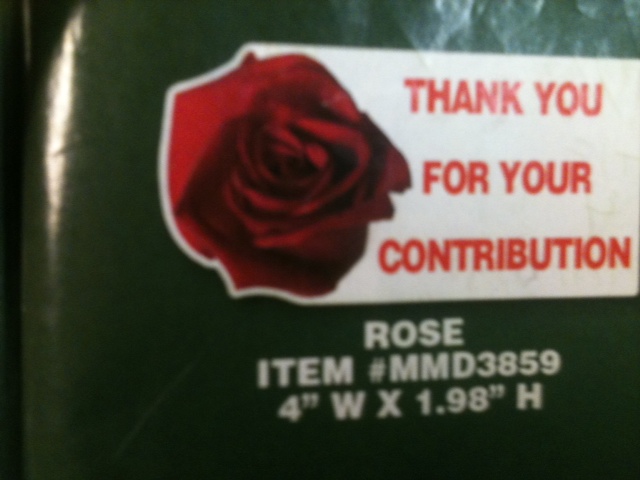 THANK YOU
FOR YOUR
CONTRIBUTION
ROSE
ITEM #MMD3859
4” W X 1.98” H